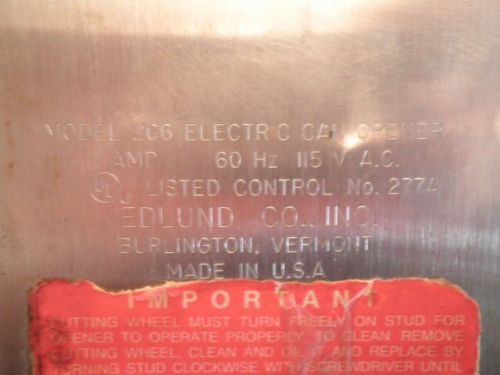 MODEL 266 ELECTRIC CAN OPENER
AMP 60 Hz 115 V A.C.
UL LISTED CONTROL No. 277A
EDLUND CO., INC.
BURLINGTON, VERMONT
MADE IN U.S.A
IMPORTANT
CUTTING WHEEL MUST TURN FREELY ON STUD FOR
OPENER TO OPERATE PROPERLY, TO CLEAN: REMOVE
CUTTING WHEEL, CLEAN AND OIL IT AND REPLACE BY
TURNING STUD CLOCKWISE WITH SCREWDRIVER UNTIL